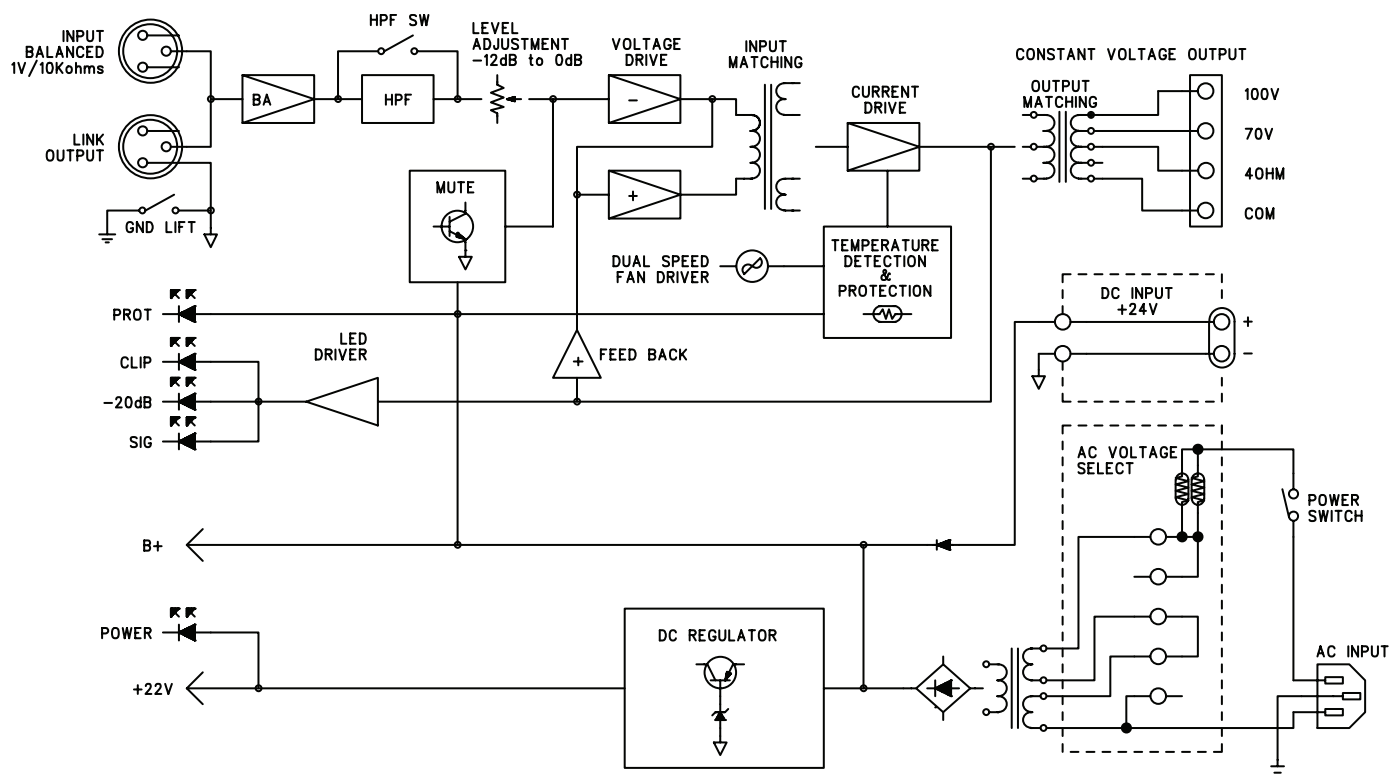 INPUT
BALANCED
1V/10Kohms
LINK
OUTPUT
GND LIFT
BA
HPF SW
HPF
LEVEL
ADJUSTMENT
-12dB to 0dB
MUTE
VOLTAGE
DRIVE
-
+
INPUT
MATCHING
CURRENT
DRIVE
CONSTANT VOLTAGE OUTPUT
OUTPUT
MATCHING
100V
70V
4OHM
COM
DUAL SPEED
FAN DRIVER
TEMPERATURE
DETECTION
&
PROTECTION
PROT
CLIP
-20dB
SIG
LED
DRIVER
+
FEED BACK
DC INPUT
+24V
+
-
AC VOLTAGE
SELECT
POWER
SWITCH
B+
POWER
+22V
DC REGULATOR
AC INPUT